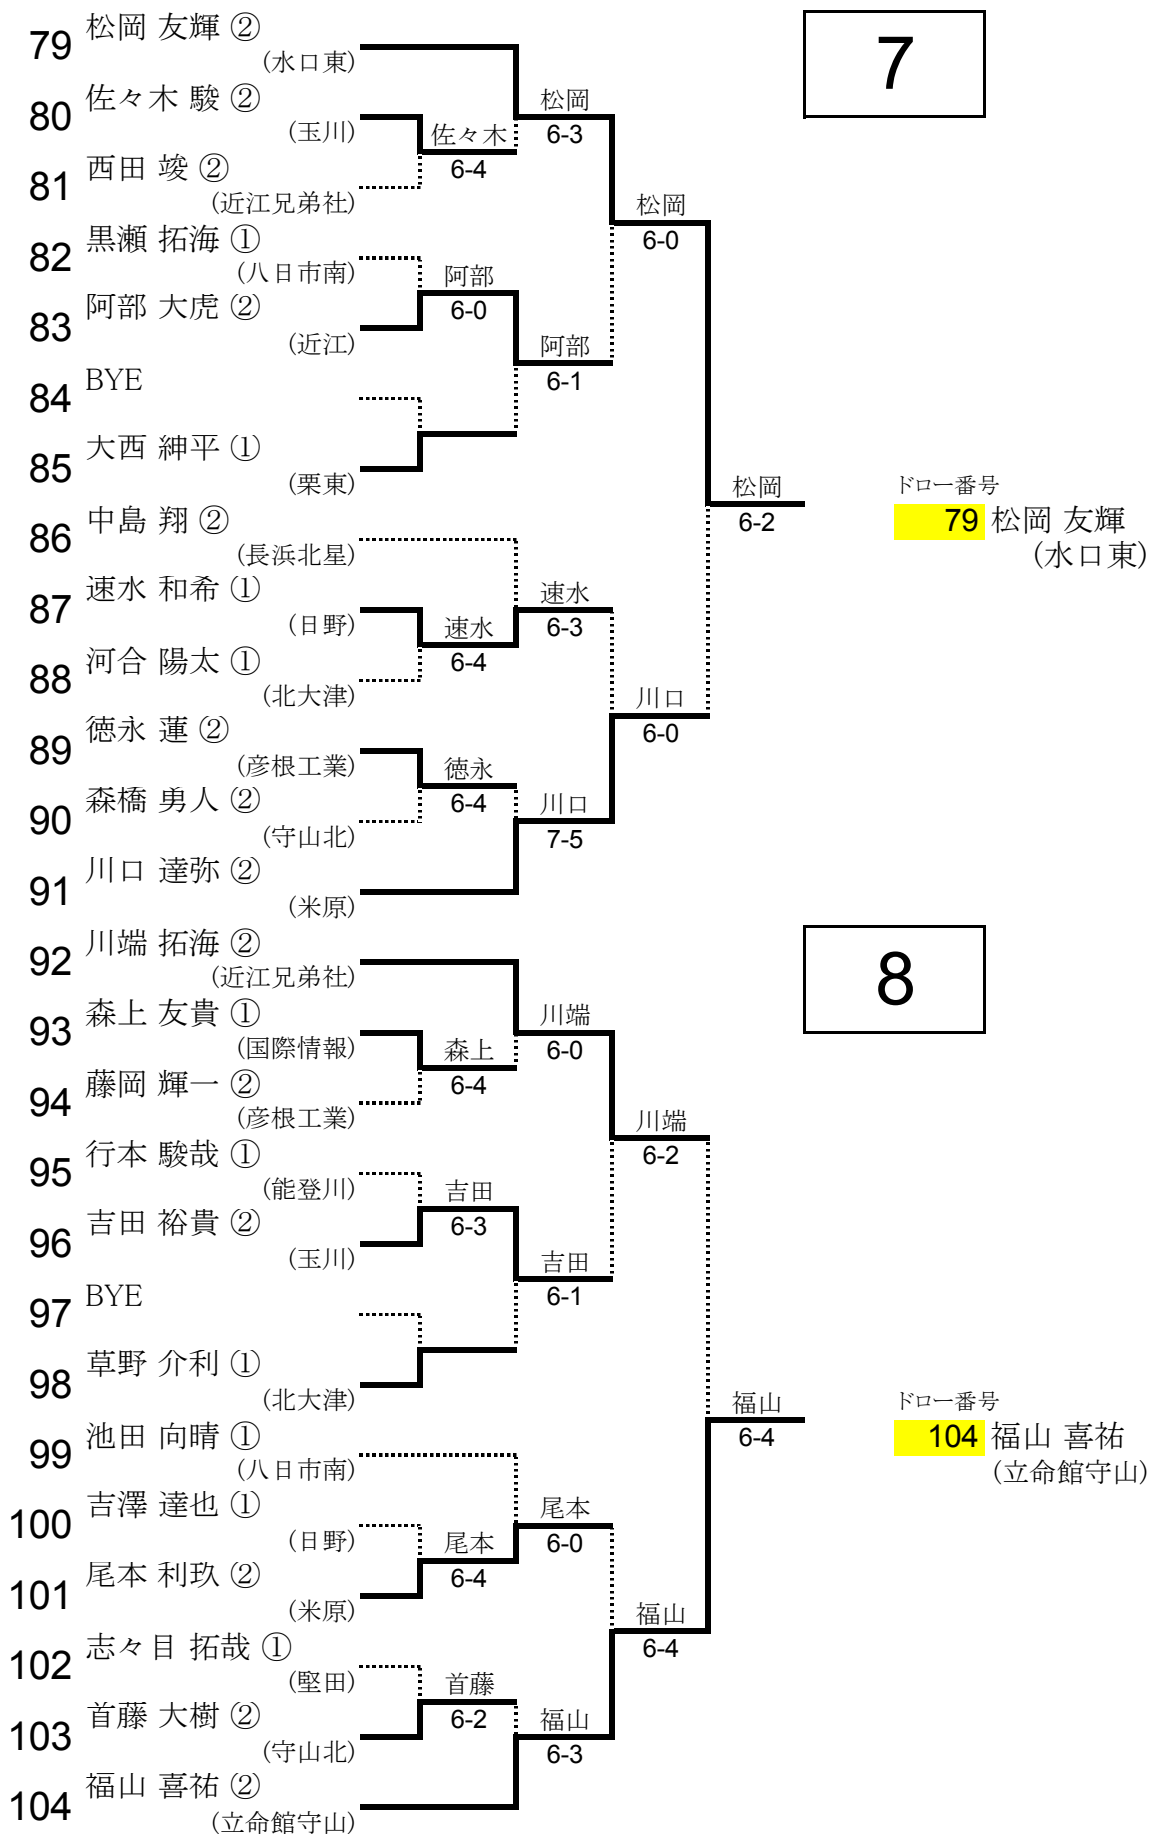 7
79 松岡 友輝 ②
(水口東)
80 佐々木 駿 ②
(玉川)
81 西田 竣 ②
(近江兄弟社)
82 黒瀬 拓海 ①
(八日市南)
83 阿部 大虎 ②
(近江)
84 BYE
85 大西 紳平 ①
(栗東)
86 中島 翔 ②
(長浜北星)
87 速水 和希 ①
(日野)
88 河合 陽太 ①
(北大津)
89 徳永 蓮 ②
(彦根工業)
90 森橋 勇人 ②
(守山北)
91 川口 達弥 ②
(米原)
佐々木
6-4
阿部
6-0
速水
6-4
徳永
6-4
松岡
6-3
阿部
6-1
速水
6-3
川口
7-5
松岡
6-0
川口
6-0
松岡
6-2
ドロー番号
79 松岡 友輝
(水口東)
8
92 川端 拓海 ②
(近江兄弟社)
93 森上 友貴 ①
(国際情報)
94 藤岡 輝一 ②
(彦根工業)
95 行本 駿哉 ①
(能登川)
96 吉田 裕貴 ②
(玉川)
97 BYE
98 草野 介利 ①
(北大津)
99 池田 向晴 ①
(八日市南)
100 吉澤 達也 ①
(日野)
101 尾本 利玖 ②
(米原)
102 志々目 拓哉 ①
(堅田)
103 首藤 大樹 ②
(守山北)
104 福山 喜祐 ②
(立命館守山)
森上
6-4
吉田
6-3
尾本
6-4
首藤
6-2
川端
6-0
吉田
6-1
尾本
6-0
福山
6-3
川端
6-2
福山
6-4
福山
6-4
ドロー番号
104 福山 喜祐
(立命館守山)